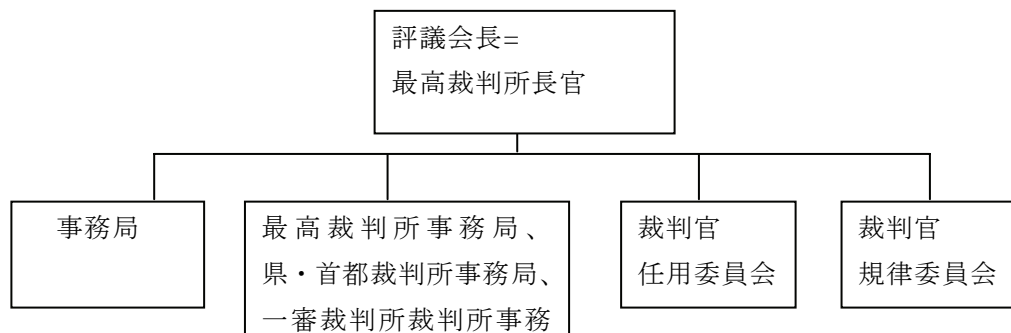 評議会長=
最高裁判所長官
事務局
最高裁判所事務局、
県・首都裁判所事務局、
一審裁判所裁判所事務
裁判官
任用委員会
裁判官
規律委員会